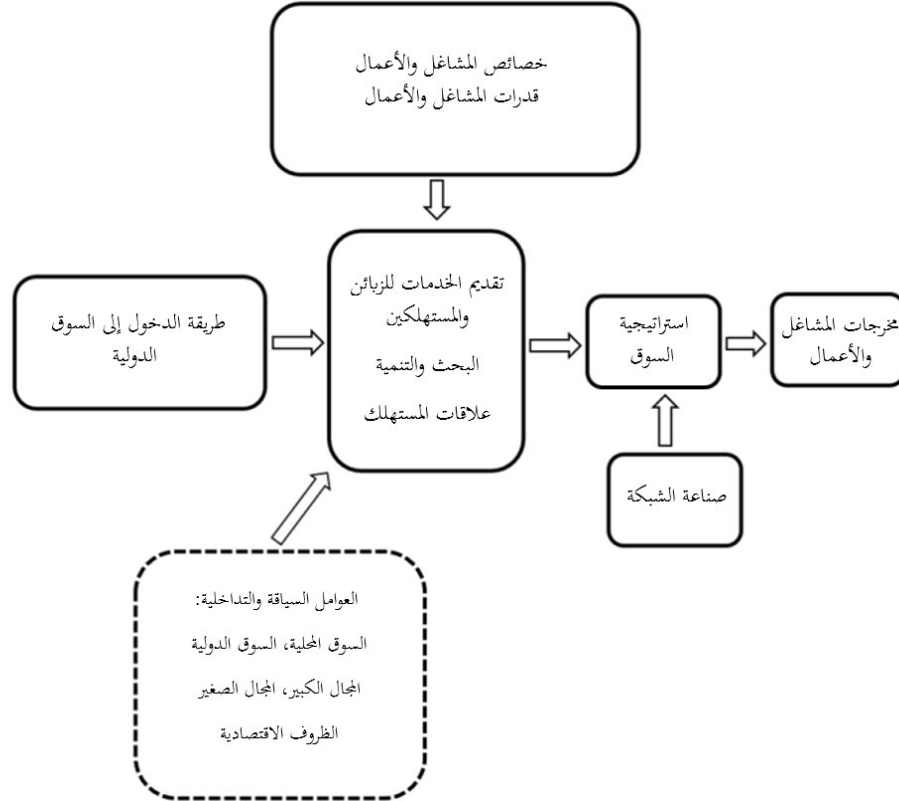 خصائص المشاغل والأعمال
قدرات المشاغل والأعمال
طريقة الدخول إلى السوق
الدولية
تقديم الخدمات للزبائن
والمستهلكين
البحث والتنمية
علاقات المستهلك
استراتيجية
السوق
مخرجات المشاغل
والأعمال
صناعة الشبكة
العوامل السياقة والتداخلية:
السوق المحلية، السوق الدولية
المجال الكبير، المجال الصغير
الظروف الاقتصادية